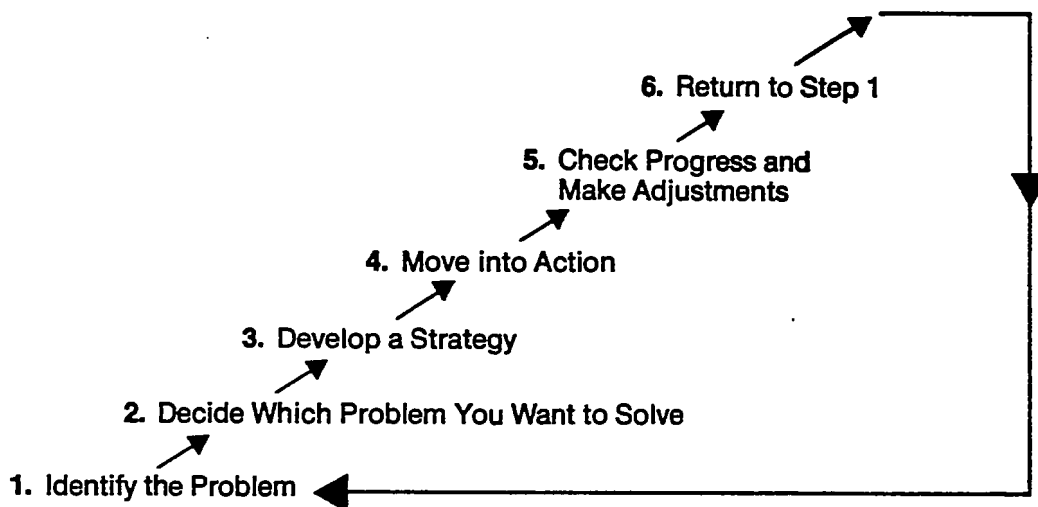 6. Return to Step 1
5. Check Progress and
Make Adjustments
4. Move into Action
3. Develop a Strategy
2. Decide Which Problem You Want to Solve
1. Identify the Problem